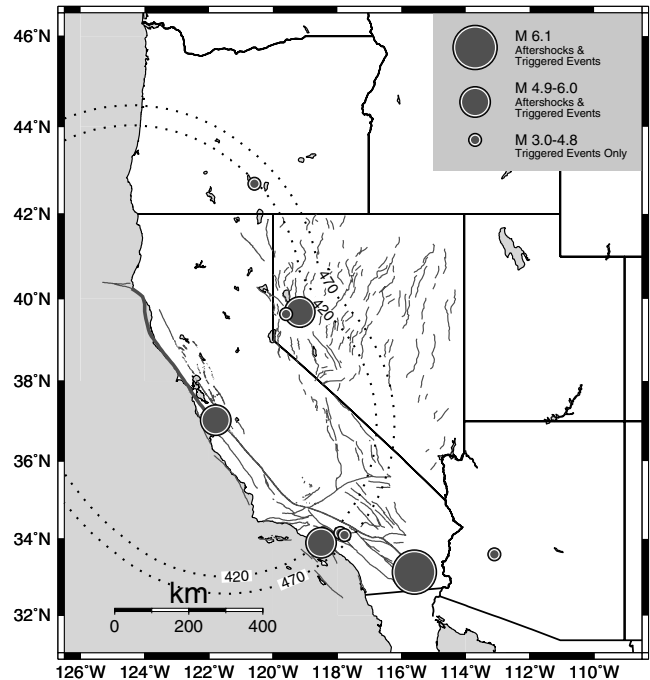 46°N
44°N
42°N
40°N
38°N
36°N
34°N
32°N
M 6.1
Aftershocks &
Triggered Events
M 4.9-6.0
Aftershocks &
Triggered Events
M 3.0-4.8
Triggered Events Only
470
420
420
470
km
0 200 400
126°W 124°W 122°W 120°W 118°W 116°W 114°W 112°W 110°W